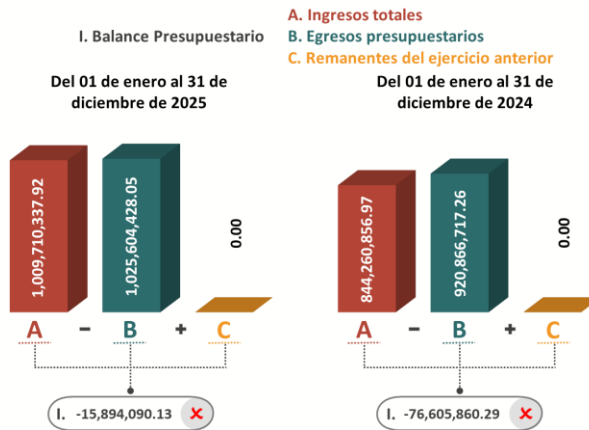 I. Balance Presupuestario
A. Ingresos totales
B. Egresos presupuestarios
C. Remanentes del ejercicio anterior
Del 01 de enero al 31 de
diciembre de 2025
1,009,710,337.92
1,025,604,428.05
0.00
A – B + C
I. -15,894,090.13 ✘
Del 01 de enero al 31 de
diciembre de 2024
844,260,856.97
920,866,717.26
0.00
A – B + C
I. -76,605,860.29 ✘